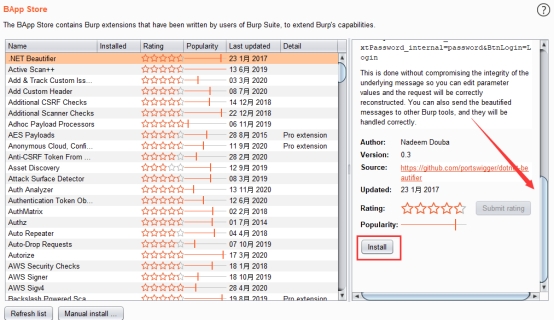 BApp Store
The BApp Store contains Burp extensions that have been written by users of Burp Suite, to extend Burp's capabilities.
Name Installed Rating Popularity Last updated Detail
.NET Beautifier 23 1月 2017
Active Scan++ 13 6月 2019
Add & Track Custom Iss... 03 3月 2020
Add Custom Header 08 7月 2020
Additional CSRF Checks 14 12月 2018
Additional Scanner Checks 22 12月 2018
Adhoc Payload Processors 06 11月 2019
AES Payloads 28 8月 2015 Pro extension
Anonymous Cloud, Confi... 11 9月 2020 Pro extension
Anti-CSRF Token From ... 28 2月 2020
Asset Discovery 12 9月 2019
Attack Surface Detector 08 3月 2019
Auth Analyzer 13 11月 2020
Authentication Token Ob... 12 6月 2020
AuthMatrix 02 2月 2018
Authz 01 7月 2014
Auto Repeater 04 4月 2018
Auto-Drop Requests 07 10月 2019
Autorize 17 3月 2020
AWS Security Checks 18 1月 2018
AWS Signer 18 10月 2019
AWS Sigv4 28 4月 2020
Backslash Powered Sca... 19 8月 2019 Pro extension
Refresh list Manual install ...
xtPassword_internal=password&BtnLogin=L
ogin
This is done without compromising the integrity of the
underlying message so you can edit parameter
values and the request will be correctly
reconstructed. You can also send the beautified
messages to other Burp tools, and they will be
handled correctly.
Author: Nadeem Douba
Version: 0.3
Source: https://github.com/portswigger/dotnet-be
autifier
Updated: 23 1月 2017
Rating: Submit rating
Popularity:
Install